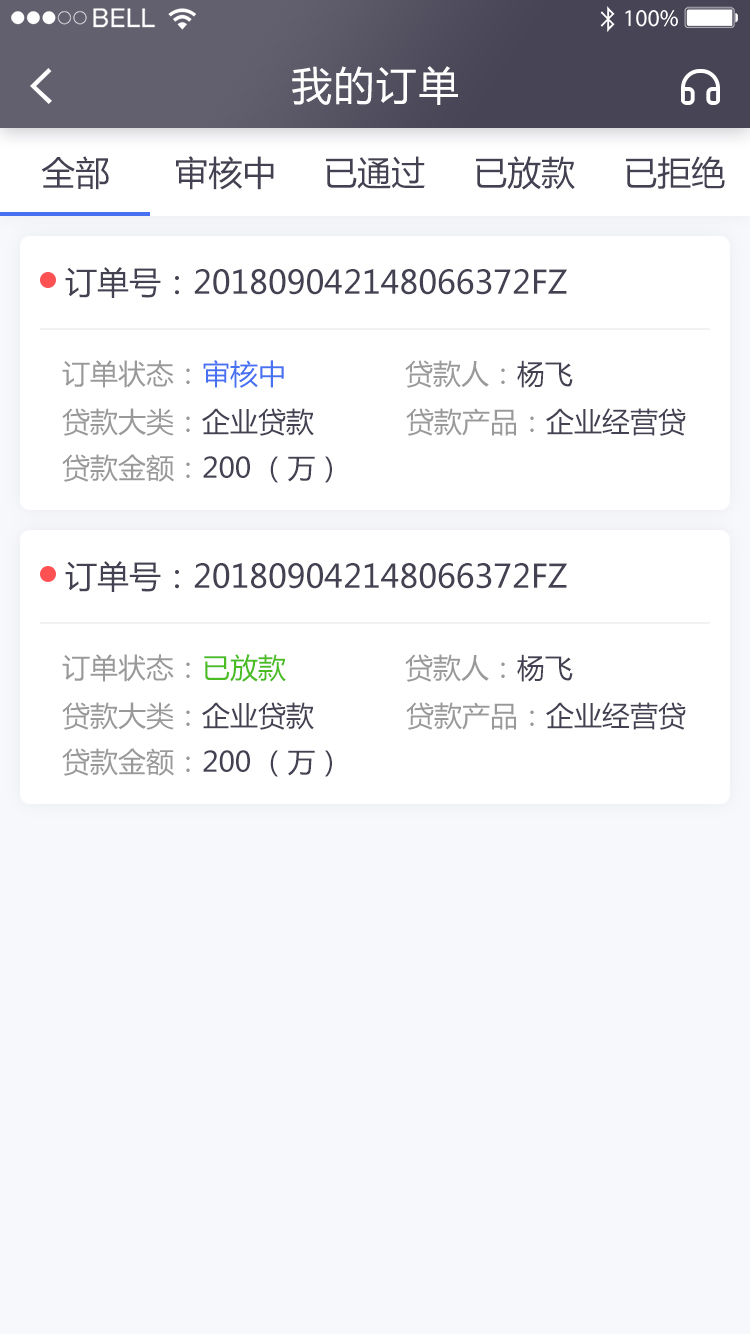 BELL 100%
我的订单
全部 审核中 已通过 已放款 已拒绝
订单号：201809042148066372FZ
订单状态：审核中 贷款人：杨飞
贷款大类：企业贷款 贷款产品：企业经营贷
贷款金额：200（万）
订单号：201809042148066372FZ
订单状态：已放款 贷款人：杨飞
贷款大类：企业贷款 贷款产品：企业经营贷
贷款金额：200（万）